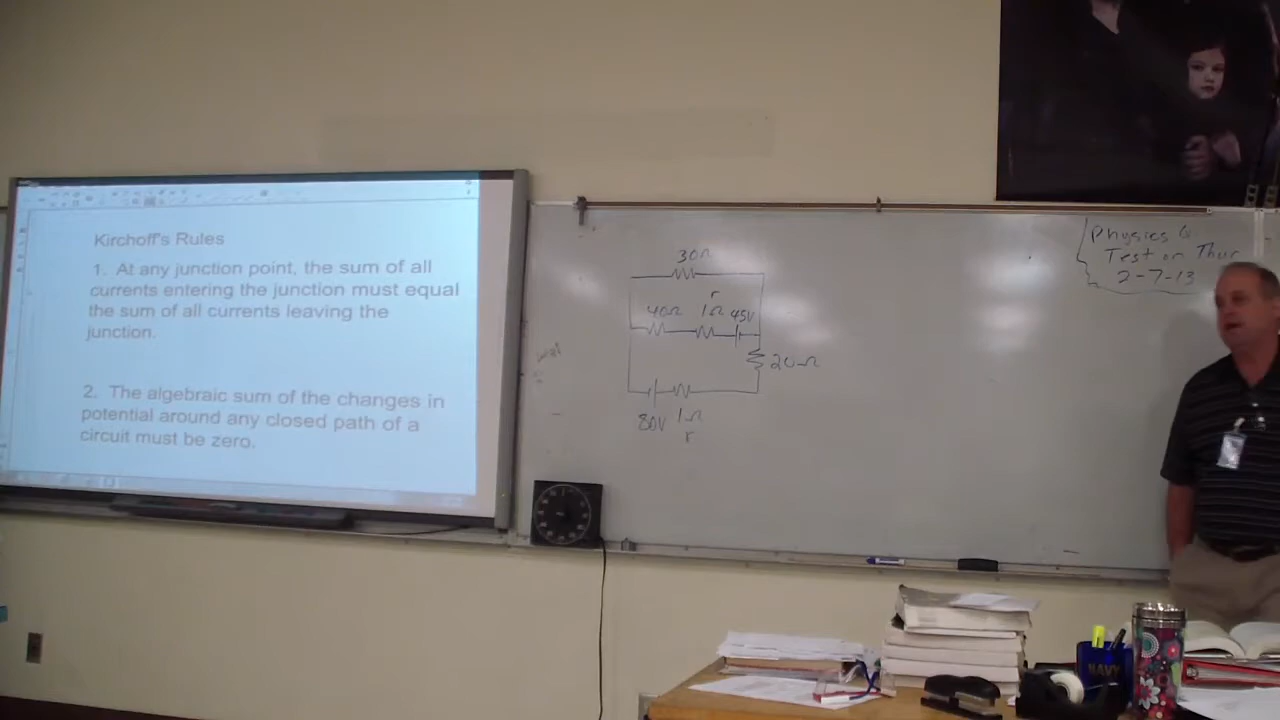 Kirchoff's Rules
1. At any junction point, the sum of all
currents entering the junction must equal
the sum of all currents leaving the
junction.
2. The algebraic sum of the changes in
potential around any closed path of a
circuit must be zero.
30Ω
r
40Ω 1Ω 45V
20Ω
80V 1Ω
r
Physics G
Test on Thur
2-7-13
NAVY